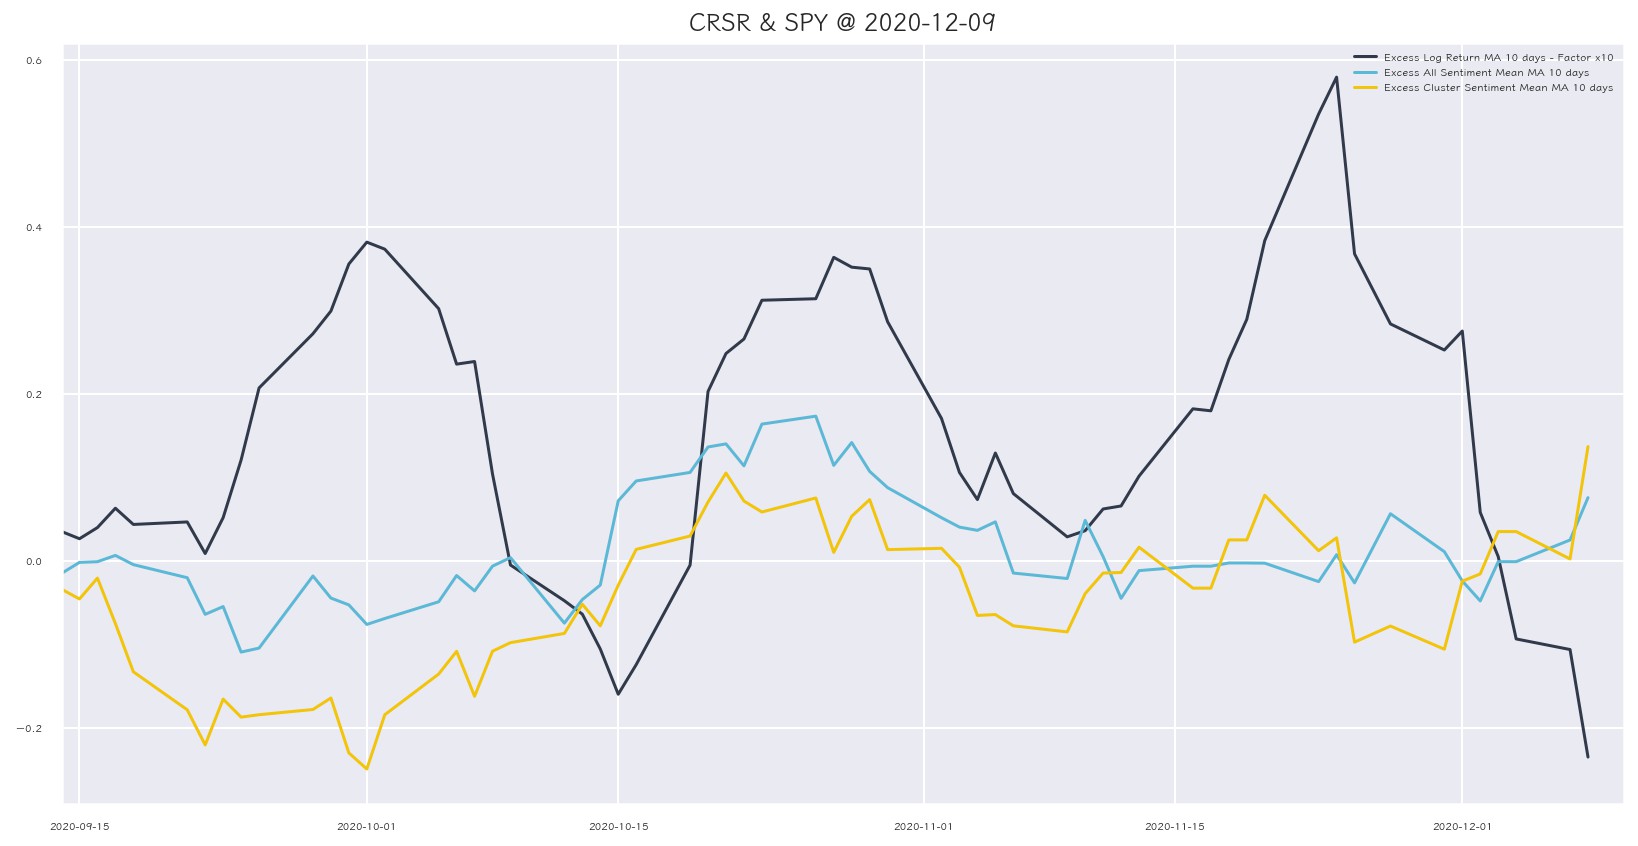 CRSR & SPY @ 2020-12-09
Excess Log Return MA 10 days - Factor x10
Excess All Sentiment Mean MA 10 days
Excess Cluster Sentiment Mean MA 10 days
0.6
0.4
0.2
0.0
−0.2
2020-09-15 2020-10-01 2020-10-15 2020-11-01 2020-11-15 2020-12-01